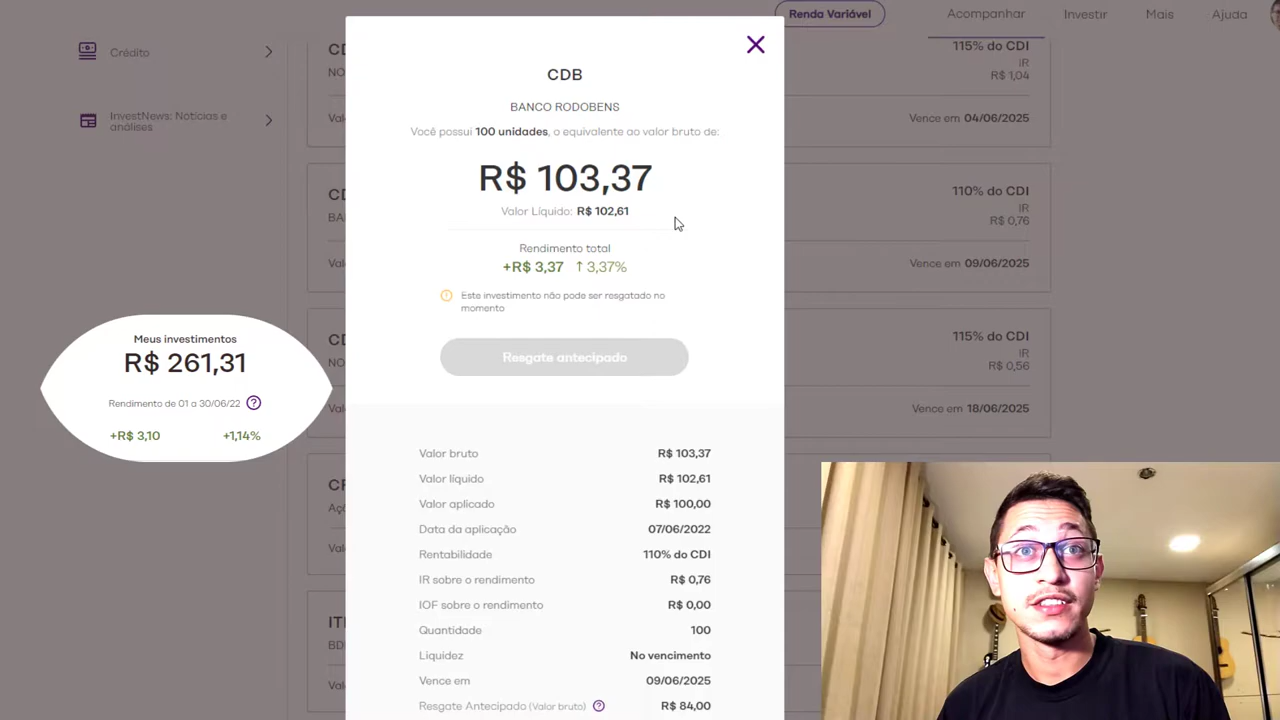 Renda Variável
Acompanhar
Investir
Mais
Ajuda
Crédito
InvestNews: Notícias e
análises
115% do CDI
IR
R$ 1,04
Vence em 04/06/2025
110% do CDI
IR
R$ 0,76
Vence em 09/06/2025
115% do CDI
IR
R$ 0,56
Vence em 18/06/2025
Meus investimentos
R$ 261,31
Rendimento de 01 a 30/06/22 ?
+R$ 3,10 +1,14%
CDB
BANCO RODOBENS
Você possui 100 unidades, o equivalente ao valor bruto de:
R$ 103,37
Valor Líquido: R$ 102,61
Rendimento total
+R$ 3,37 ↑ 3,37%
Este investimento não pode ser resgatado no
momento
Resgate antecipado
Valor bruto R$ 103,37
Valor líquido R$ 102,61
Valor aplicado R$ 100,00
Data da aplicação 07/06/2022
Rentabilidade 110% do CDI
IR sobre o rendimento R$ 0,76
IOF sobre o rendimento R$ 0,00
Quantidade 100
Liquidez No vencimento
Vence em 09/06/2025
Resgate Antecipado (Valor bruto) ? R$ 84,00